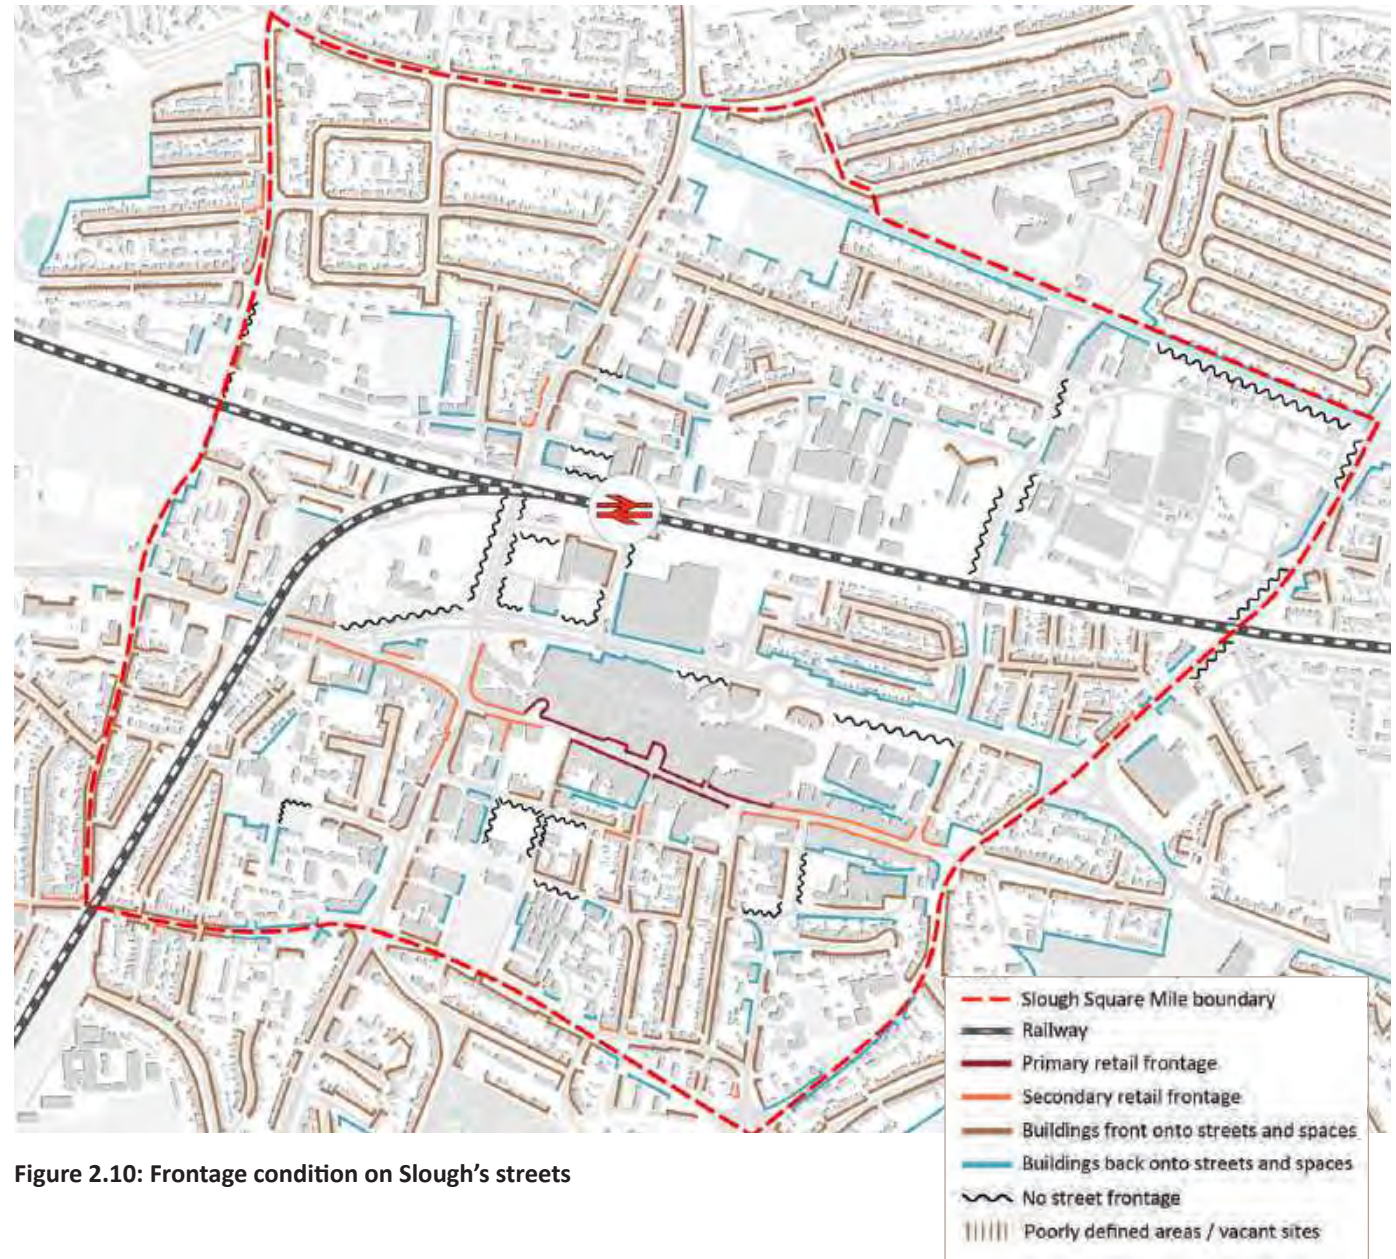 Slough Square Mile boundary
Railway
Primary retail frontage
Secondary retail frontage
Buildings front onto streets and spaces
Buildings back onto streets and spaces
No street frontage
Poorly defined areas / vacant sites
Figure 2.10: Frontage condition on Slough's streets